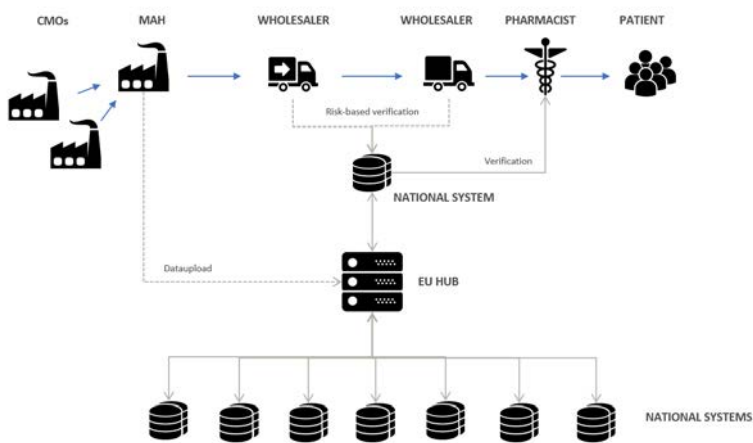 CMOs
MAH
WHOLESALER
WHOLESALER
PHARMACIST
PATIENT
Risk-based verification
Verification
NATIONAL SYSTEM
Dataupload
EU HUB
NATIONAL SYSTEMS